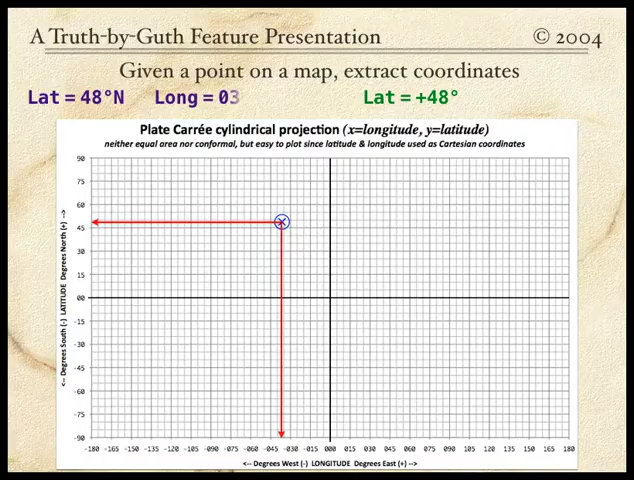 A Truth-by-Guth Feature Presentation © 2004
Given a point on a map, extract coordinates
Lat = 48°N Long = 03 Lat = +48°
Plate Carrée cylindrical projection (x=longitude, y=latitude)
neither equal area nor conformal, but easy to plot since latitude & longitude used as Cartesian coordinates
90
75
60
45
30
15
00
-15
-30
-45
-60
-75
-90
<-- Degrees South (-) LATITUDE Degrees North (+) -->
-180 -165 -150 -135 -120 -105 -090 -075 -060 -045 -030 -015 000 015 030 045 060 075 090 105 120 135 150 165 180
<-- Degrees West (-) LONGITUDE Degrees East (+) -->